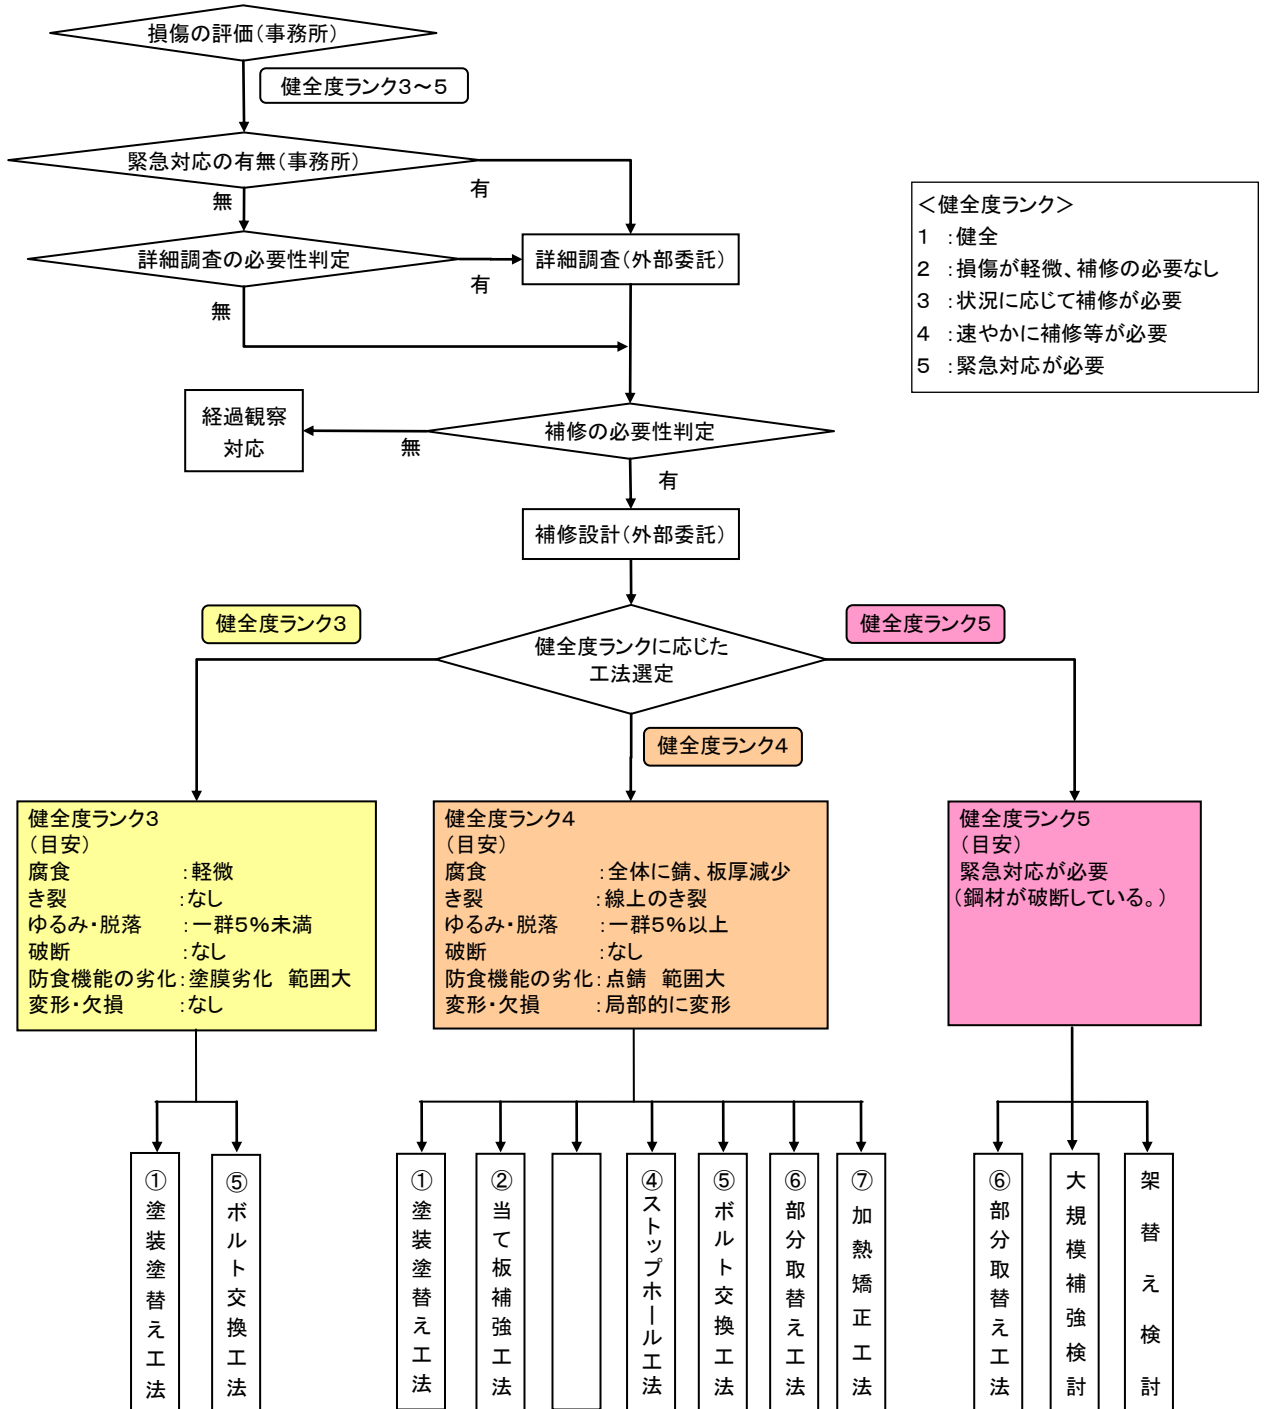 損傷の評価(事務所)
健全度ランク3～5
緊急対応の有無(事務所)
有
無
詳細調査の必要性判定
有
無
詳細調査(外部委託)
＜健全度ランク＞
1 :健全
2 :損傷が軽微、補修の必要なし
3 :状況に応じて補修が必要
4 :速やかに補修等が必要
5 :緊急対応が必要
経過観察
対応
無
補修の必要性判定
有
補修設計(外部委託)
健全度ランク3
健全度ランクに応じた
工法選定
健全度ランク5
健全度ランク4
健全度ランク3
(目安)
腐食 :軽微
き裂 :なし
ゆるみ・脱落 :一群5%未満
破断 :なし
防食機能の劣化:塗膜劣化 範囲大
変形・欠損 :なし
健全度ランク4
(目安)
腐食 :全体に錆、板厚減少
き裂 :線上のき裂
ゆるみ・脱落 :一群5%以上
破断 :なし
防食機能の劣化:点錆 範囲大
変形・欠損 :局部的に変形
健全度ランク5
(目安)
緊急対応が必要
(鋼材が破断している。)
①塗装塗替え工法
⑤ボルト交換工法
①塗装塗替え工法
②当て板補強工法
④ストップホール工法
⑤ボルト交換工法
⑥部分取替え工法
⑦加熱矯正工法
⑥部分取替え工法
大規模補強検討
架替え検討